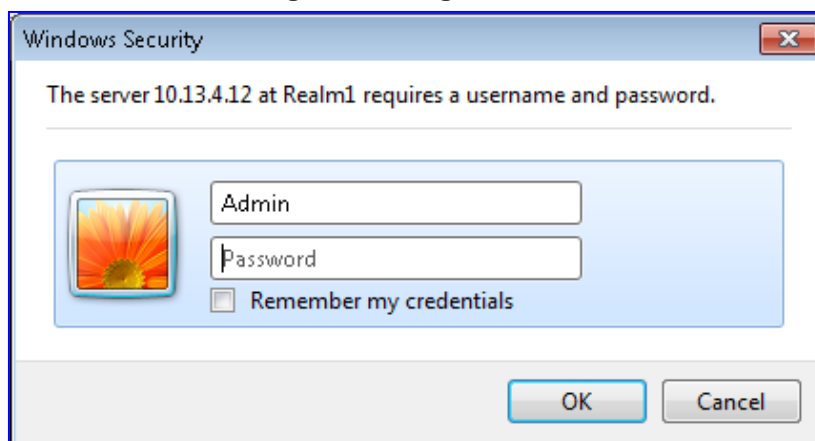 Windows Security
The server 10.13.4.12 at Realm1 requires a username and password.
Admin
Password
Remember my credentials
OK
Cancel